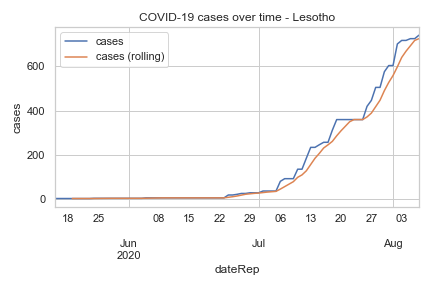 COVID-19 cases over time - Lesotho
cases
cases (rolling)
cases
600
400
200
0
18 25 08 15 22 29 06 13 20 27 03
Jun Jul Aug
2020
dateRep